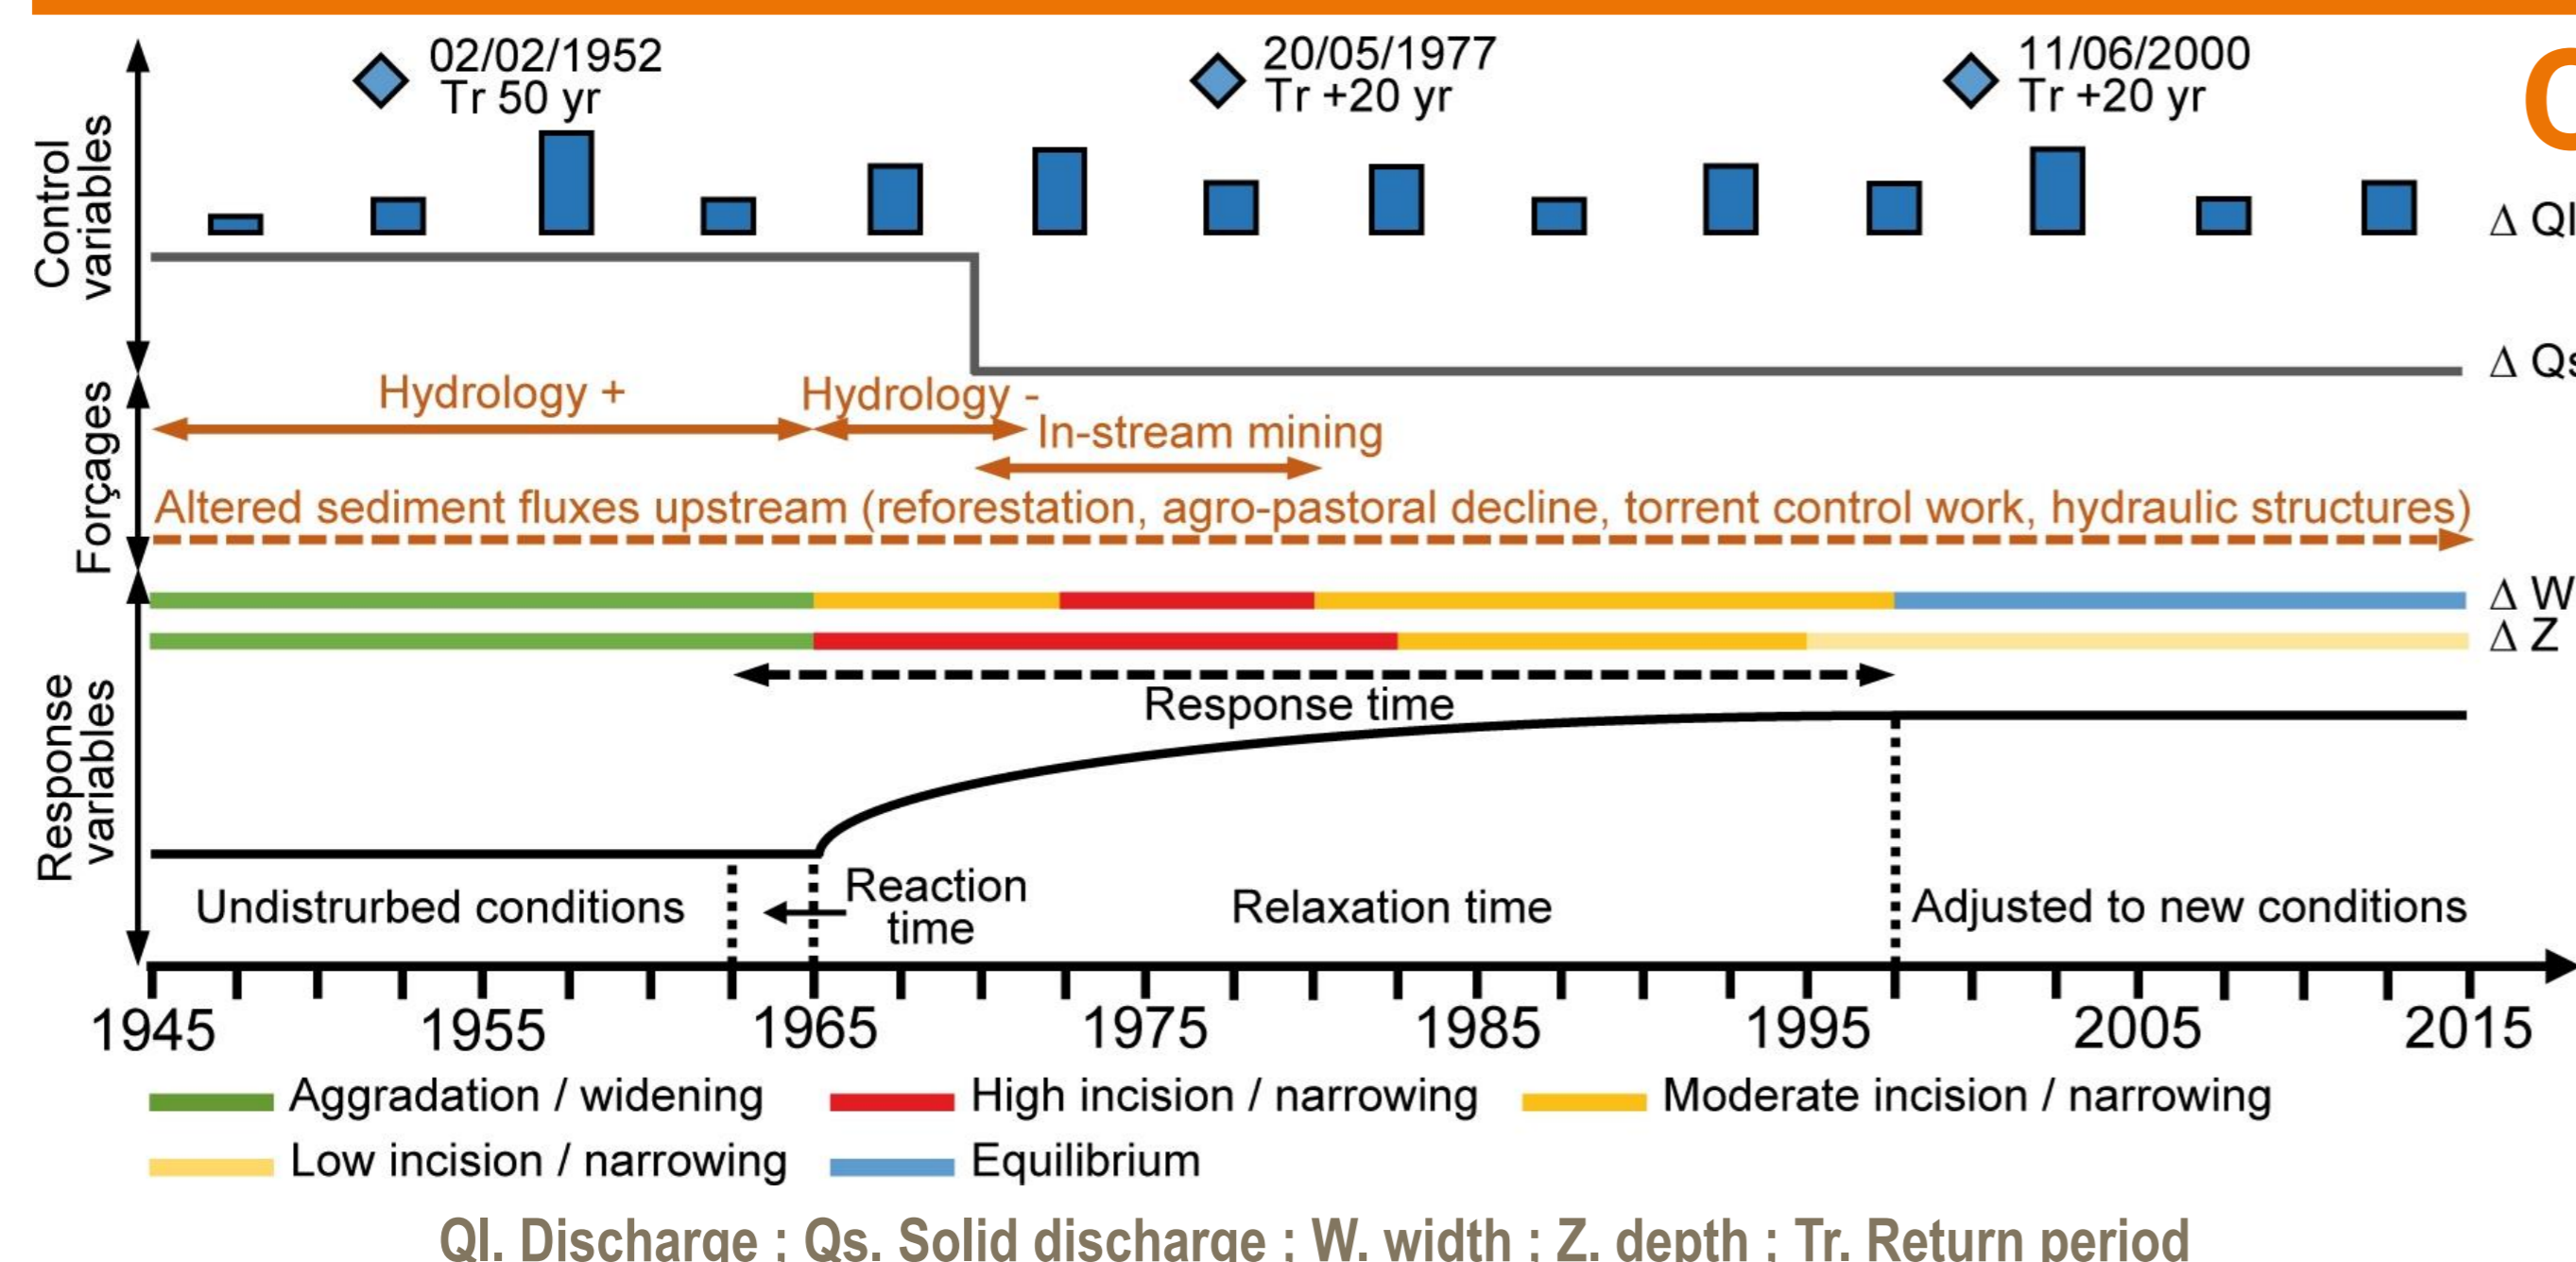 02/02/1952
Tr 50 yr
20/05/1977
Tr +20 yr
11/06/2000
Tr +20 yr
Control
variables
Δ Ql
Δ Qs
Forçages
Hydrology +
Hydrology -
In-stream mining
Altered sediment fluxes upstream (reforestation, agro-pastoral decline, torrent control work, hydraulic structures)
Δ W
Δ Z
Response
variables
Response time
Undistrurbed conditions
Reaction
time
Relaxation time
Adjusted to new conditions
1945 1955 1965 1975 1985 1995 2005 2015
Aggradation / widening
High incision / narrowing
Moderate incision / narrowing
Low incision / narrowing
Equilibrium
Ql. Discharge ; Qs. Solid discharge ; W. width ; Z. depth ; Tr. Return period